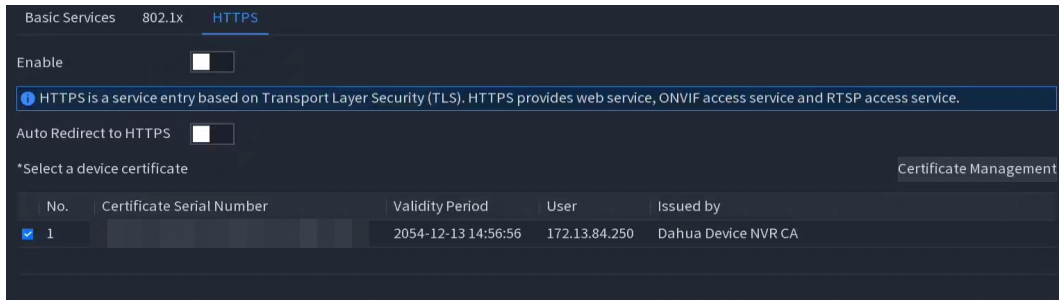 Basic Services 802.1x HTTPS
Enable
HTTPS is a service entry based on Transport Layer Security (TLS). HTTPS provides web service, ONVIF access service and RTSP access service.
Auto Redirect to HTTPS
*Select a device certificate Certificate Management
No. Certificate Serial Number Validity Period User Issued by
1 2054-12-13 14:56:56 172.13.84.250 Dahua Device NVR CA